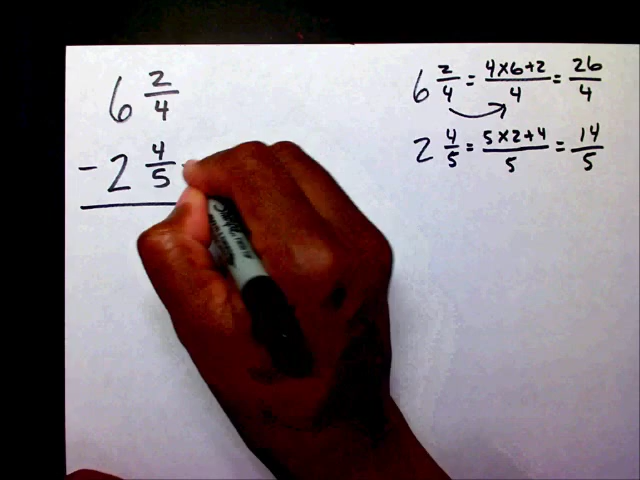 6 2/4
- 2 4/5
6 2/4 = 4×6+2/4 = 26/4
2 4/5 = 5×2+4/5 = 14/5